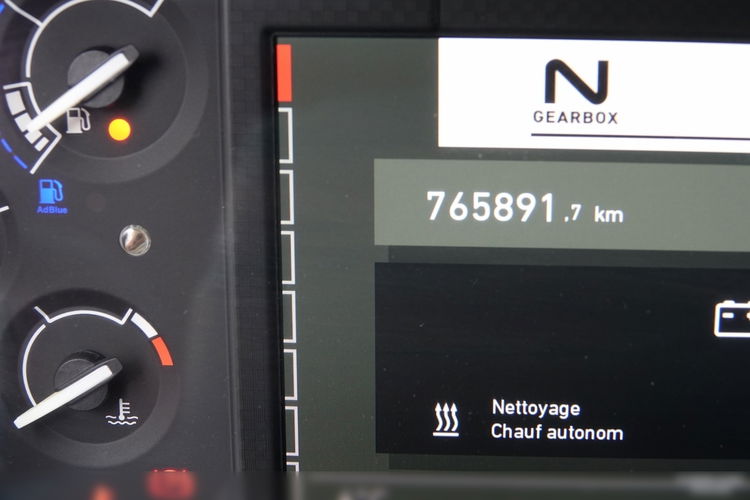 N
GEARBOX
765891.7 km
AdBlue
Nettoyage
Chauf autonom